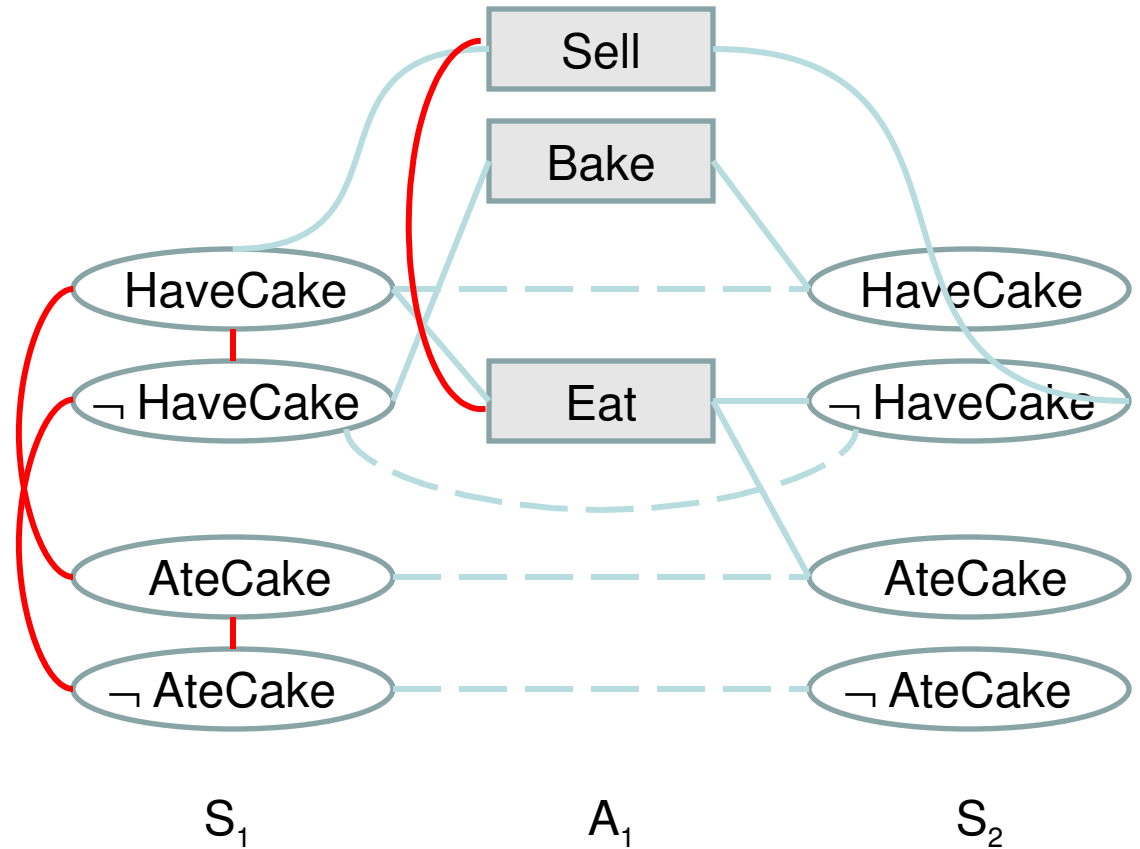 Sell
Bake
HaveCake
HaveCake
¬ HaveCake
Eat
¬ HaveCake
AteCake
AteCake
¬ AteCake
¬ AteCake
S₁
A₁
S₂